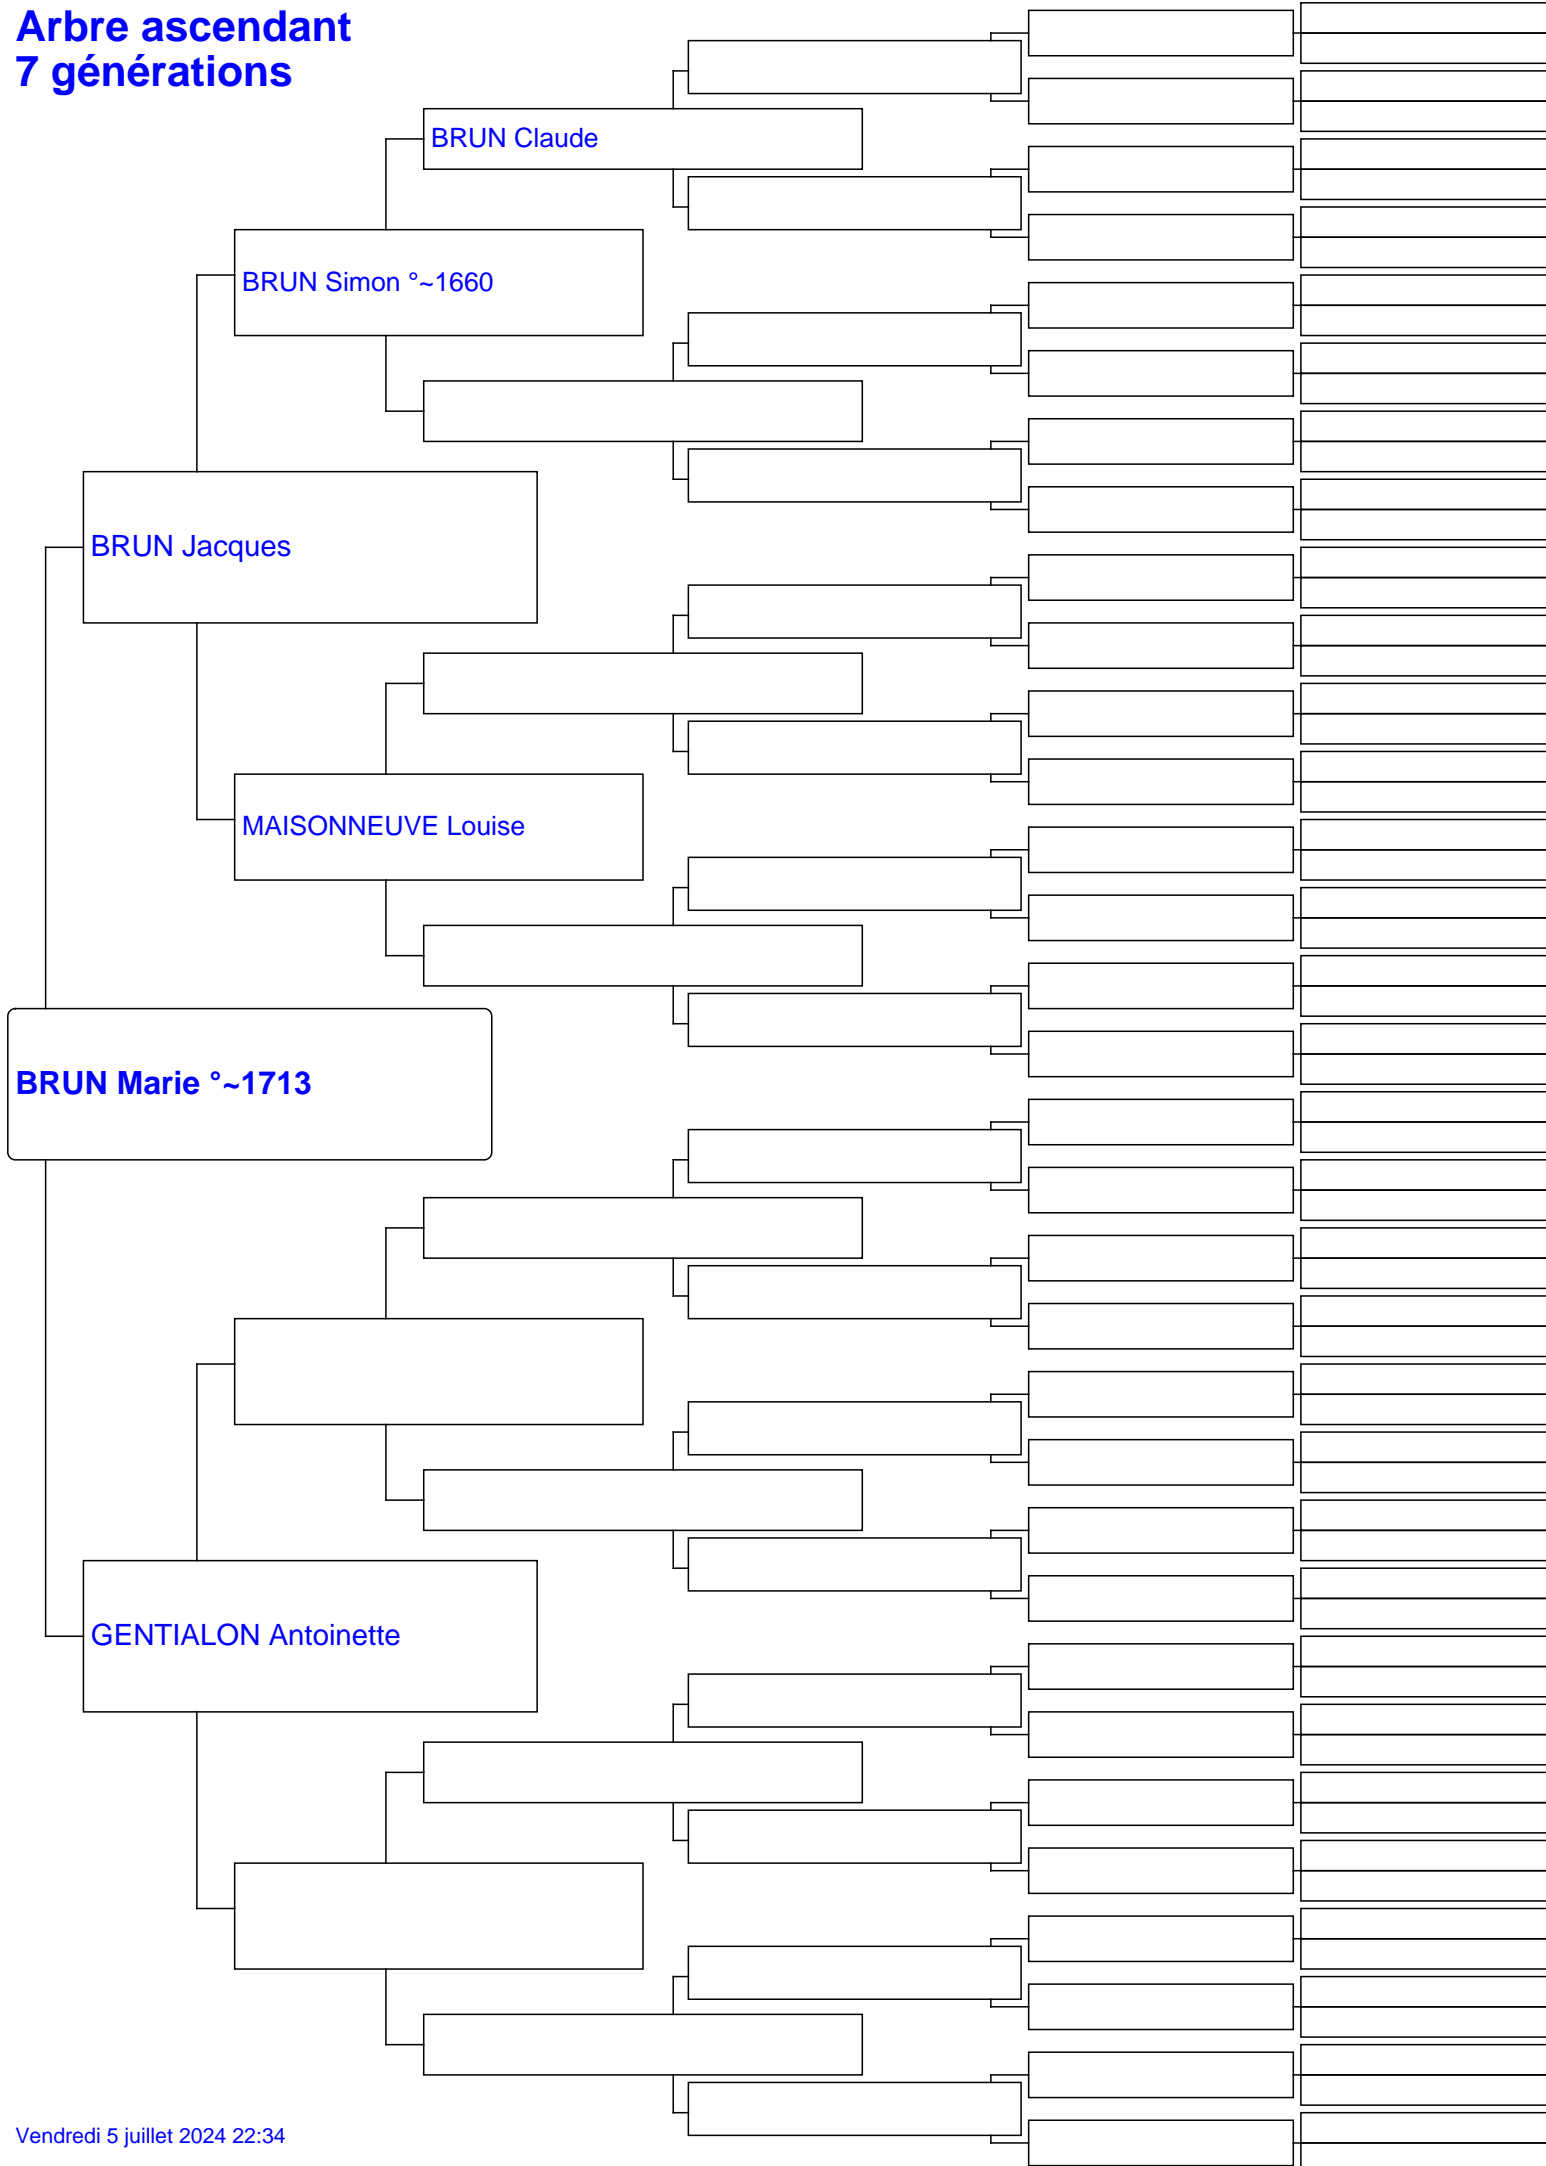 Arbre ascendant
7 générations
BRUN Claude
BRUN Simon °~1660
BRUN Jacques
MAISONNEUVE Louise
BRUN Marie °~1713
GENTIALON Antoinette
Vendredi 5 juillet 2024 22:34